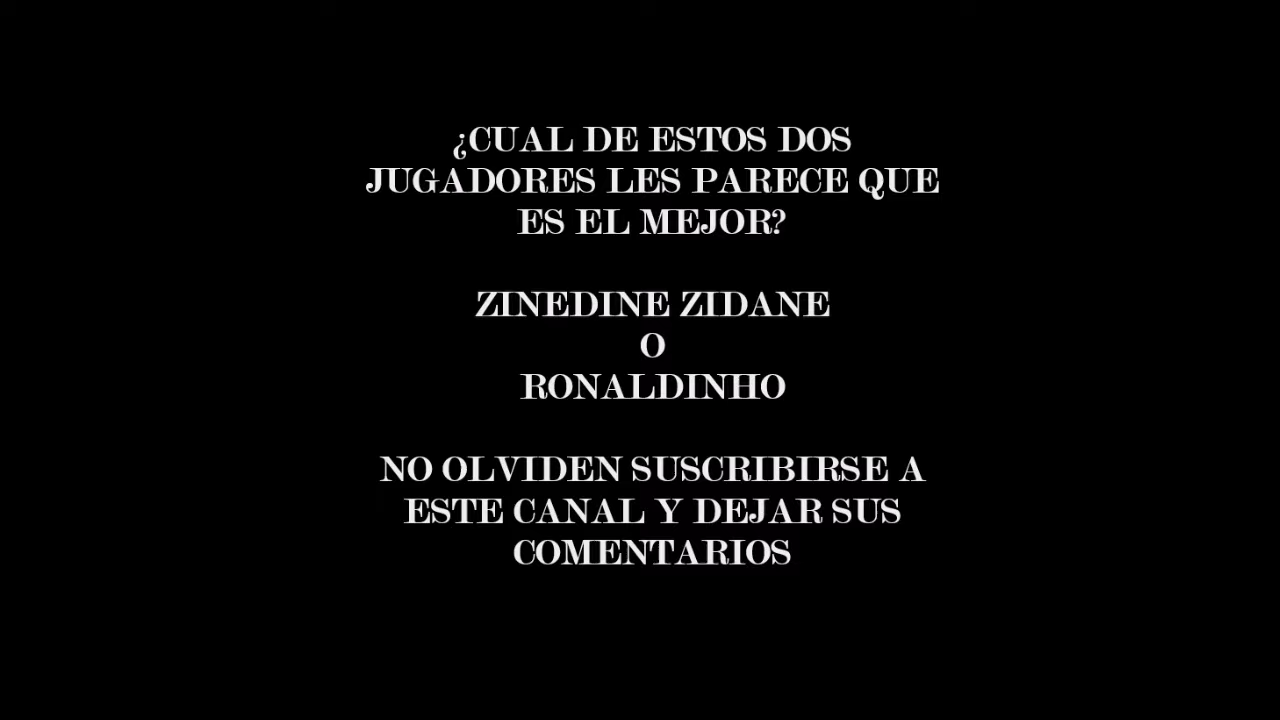 ¿CUAL DE ESTOS DOS
JUGADORES LES PARECE QUE
ES EL MEJOR?
ZINEDINE ZIDANE
O
RONALDINHO
NO OLVIDEN SUSCRIBIRSE A
ESTE CANAL Y DEJAR SUS
COMENTARIOS